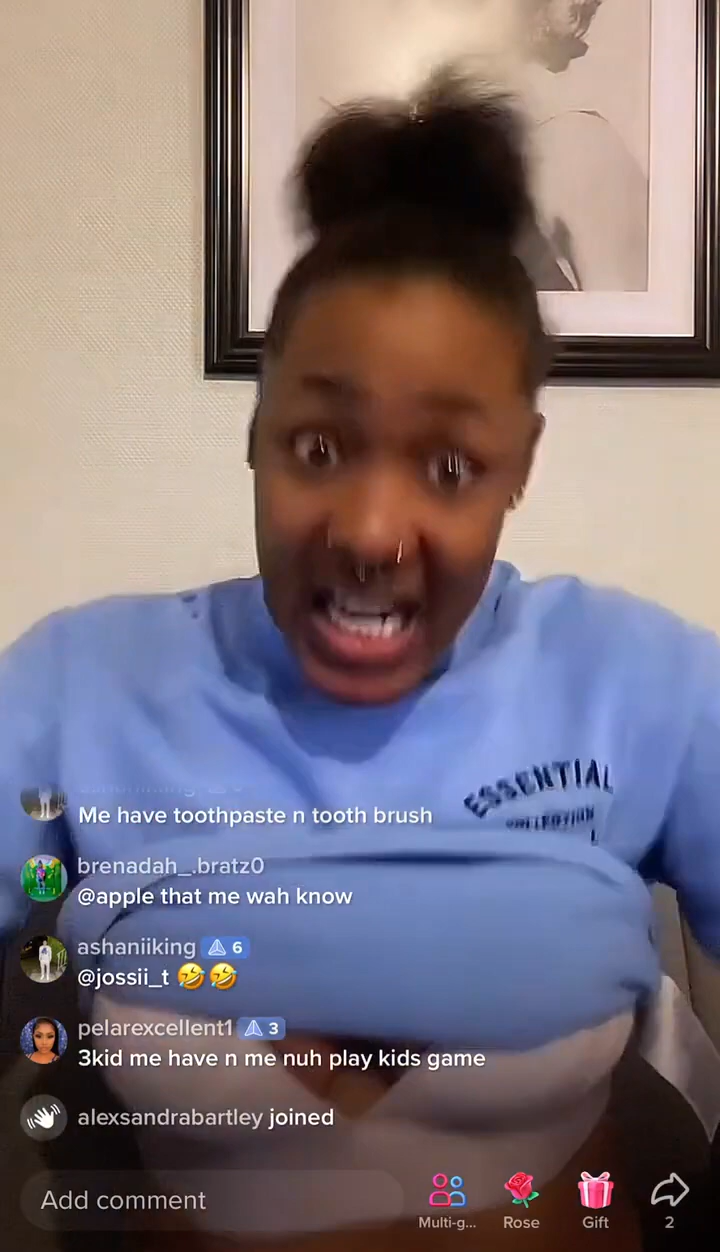 ESSENTIAL
Me have toothpaste n tooth brush
brenadah_.bratz0
@apple that me wah know
ashaniiking 6
@jossii_t 🤣🤣
pelarexcellent1 3
3kid me have n me nuh play kids game
alexsandrabartley joined
Add comment
Multi-g... Rose Gift 2